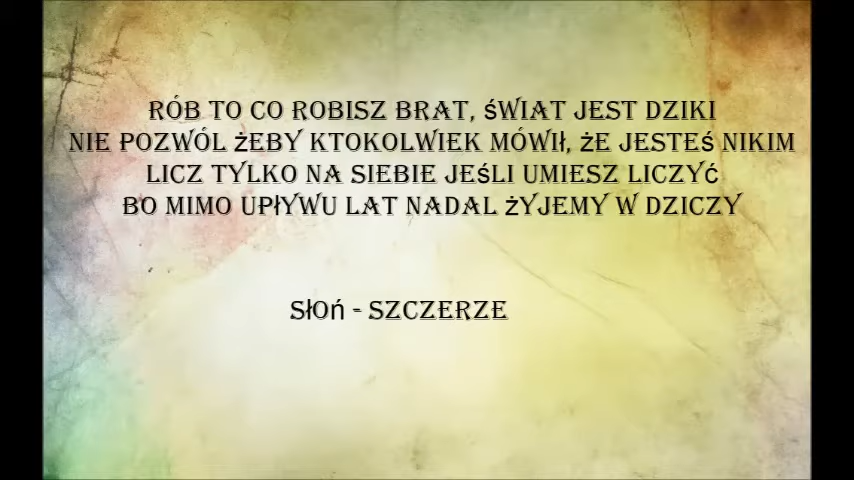 RÓB TO CO ROBISZ BRAT, ŚWIAT JEST DZIKI
NIE POZWÓL ŻEBY KTOKOLWIEK MÓWIŁ, ŻE JESTEŚ NIKIM
LICZ TYLKO NA SIEBIE JEŚLI UMIESZ LICZYĆ
BO MIMO UPŁYWU LAT NADAL ŻYJEMY W DZICZY
SŁOŃ - SZCZERZE